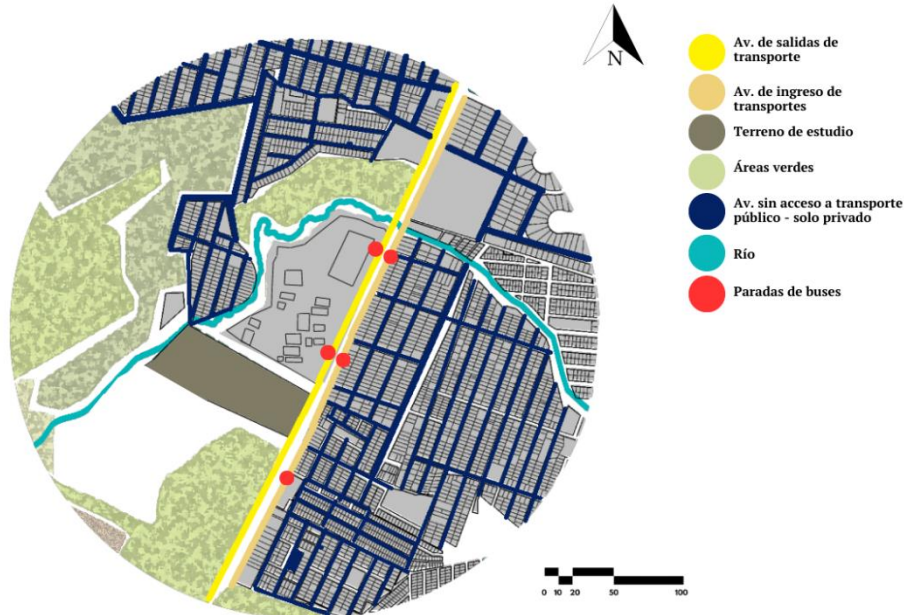 N
Av. de salidas de
transporte
Av. de ingreso de
transportes
Terreno de estudio
Áreas verdes
Av. sin acceso a transporte
público - solo privado
Río
Paradas de buses
0 10 20 50 100